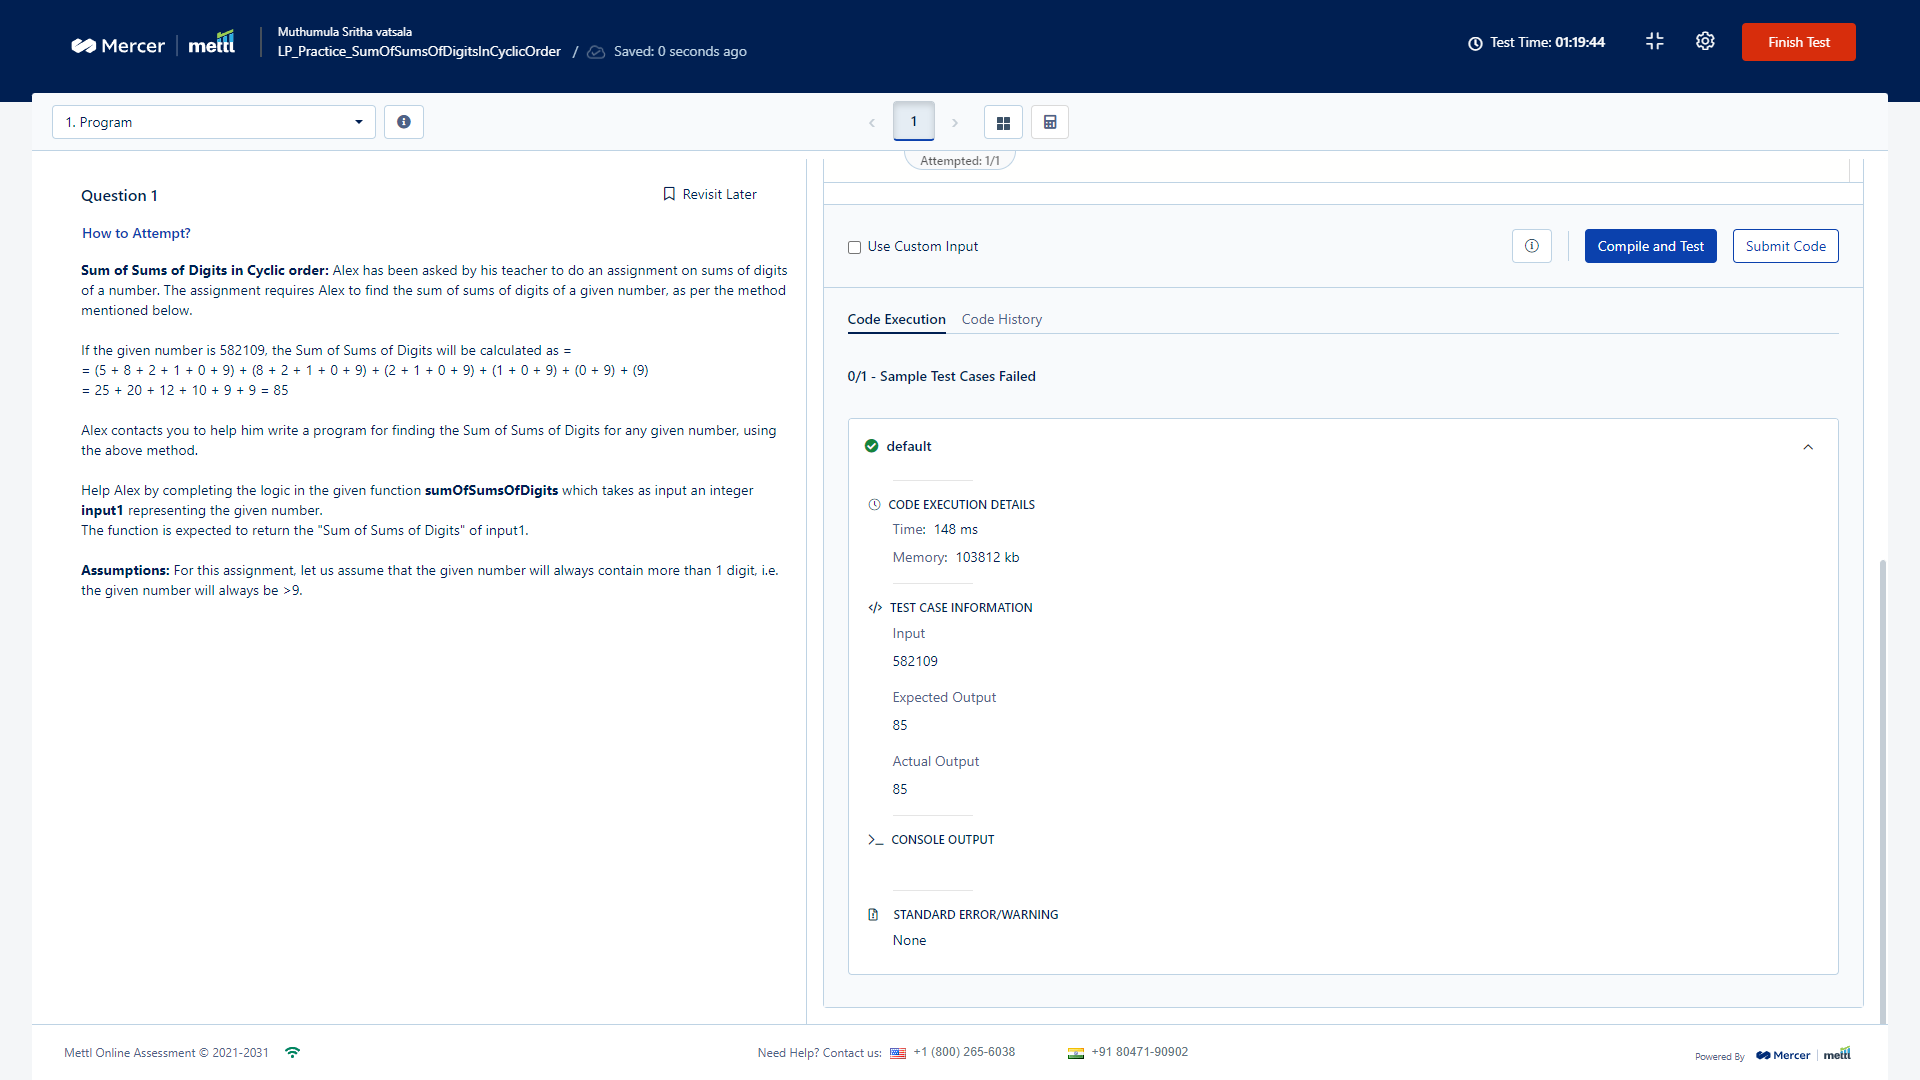 Mercer | mettl
Muthumula Sritha vatsala
LP_Practice_SumOfSumsOfDigitsInCyclicOrder / Saved: 0 seconds ago
Test Time: 01:19:44
Finish Test
1. Program
1
Attempted: 1/1
Question 1
Revisit Later
How to Attempt?
Sum of Sums of Digits in Cyclic order: Alex has been asked by his teacher to do an assignment on sums of digits
of a number. The assignment requires Alex to find the sum of sums of digits of a given number, as per the method
mentioned below.
If the given number is 582109, the Sum of Sums of Digits will be calculated as =
= (5 + 8 + 2 + 1 + 0 + 9) + (8 + 2 + 1 + 0 + 9) + (2 + 1 + 0 + 9) + (1 + 0 + 9) + (0 + 9) + (9)
= 25 + 20 + 12 + 10 + 9 + 9 = 85
Alex contacts you to help him write a program for finding the Sum of Sums of Digits for any given number, using
the above method.
Help Alex by completing the logic in the given function sumOfSumsOfDigits which takes as input an integer
input1 representing the given number.
The function is expected to return the "Sum of Sums of Digits" of input1.
Assumptions: For this assignment, let us assume that the given number will always contain more than 1 digit, i.e.
the given number will always be >9.
Use Custom Input
Compile and Test
Submit Code
Code Execution
Code History
0/1 - Sample Test Cases Failed
default
CODE EXECUTION DETAILS
Time: 148 ms
Memory: 103812 kb
</> TEST CASE INFORMATION
Input
582109
Expected Output
85
Actual Output
85
>_ CONSOLE OUTPUT
STANDARD ERROR/WARNING
None
Mettl Online Assessment © 2021-2031
Need Help? Contact us: +1 (800) 265-6038
+91 80471-90902
Powered By Mercer | mettl